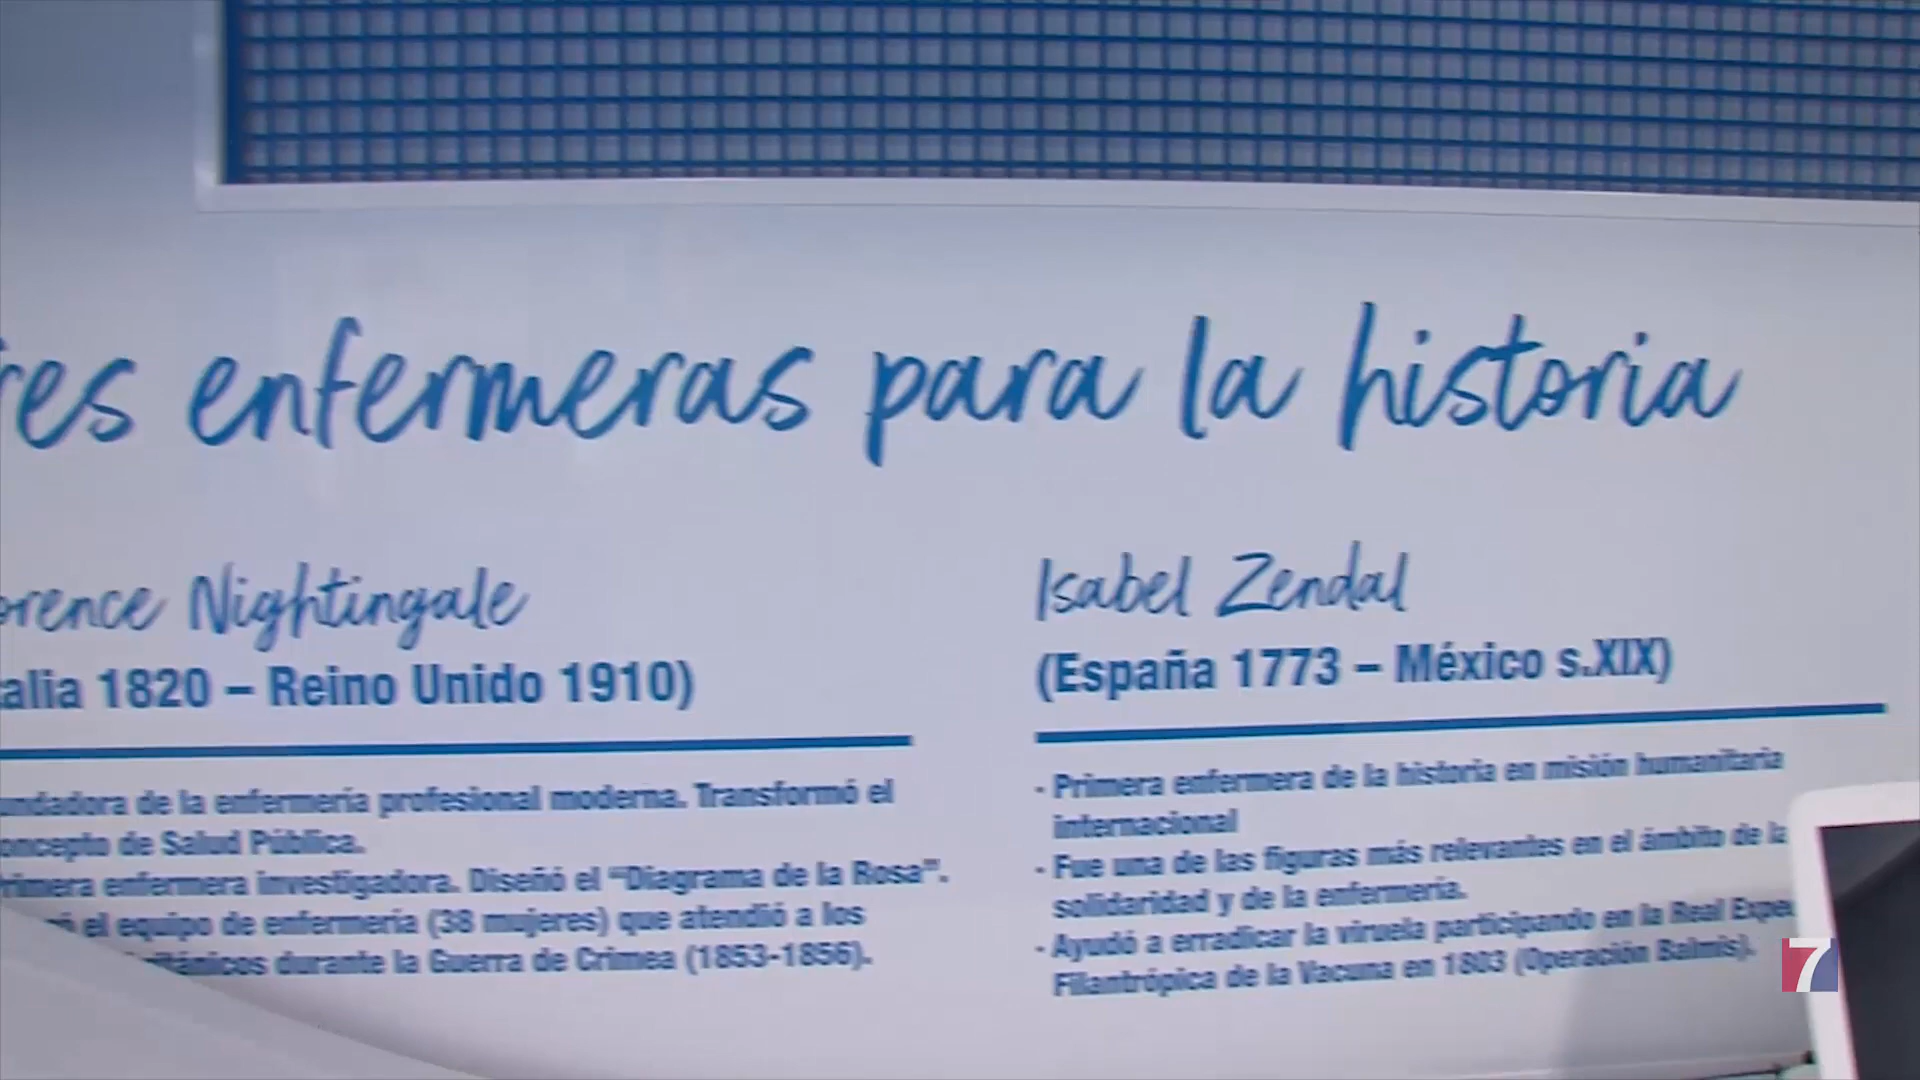 res enfermeras para la historia
orence Nightingale
alia 1820 – Reino Unido 1910)
undadora de la enfermería profesional moderna. Transformó el
oncepto de Salud Pública.
rimera enfermera investigadora. Diseñó el “Diagrama de la Rosa”.
ó el equipo de enfermería (38 mujeres) que atendió a los
británicos durante la Guerra de Crimea (1853-1856).
Isabel Zendal
(España 1773 – México s.XIX)
- Primera enfermera de la historia en misión humanitaria
internacional
- Fue una de las figuras más relevantes en el ámbito de la
solidaridad y de la enfermería.
- Ayudó a erradicar la viruela participando en la Real Expe
Filantrópica de la Vacuna en 1803 (Operación Balmis).
7